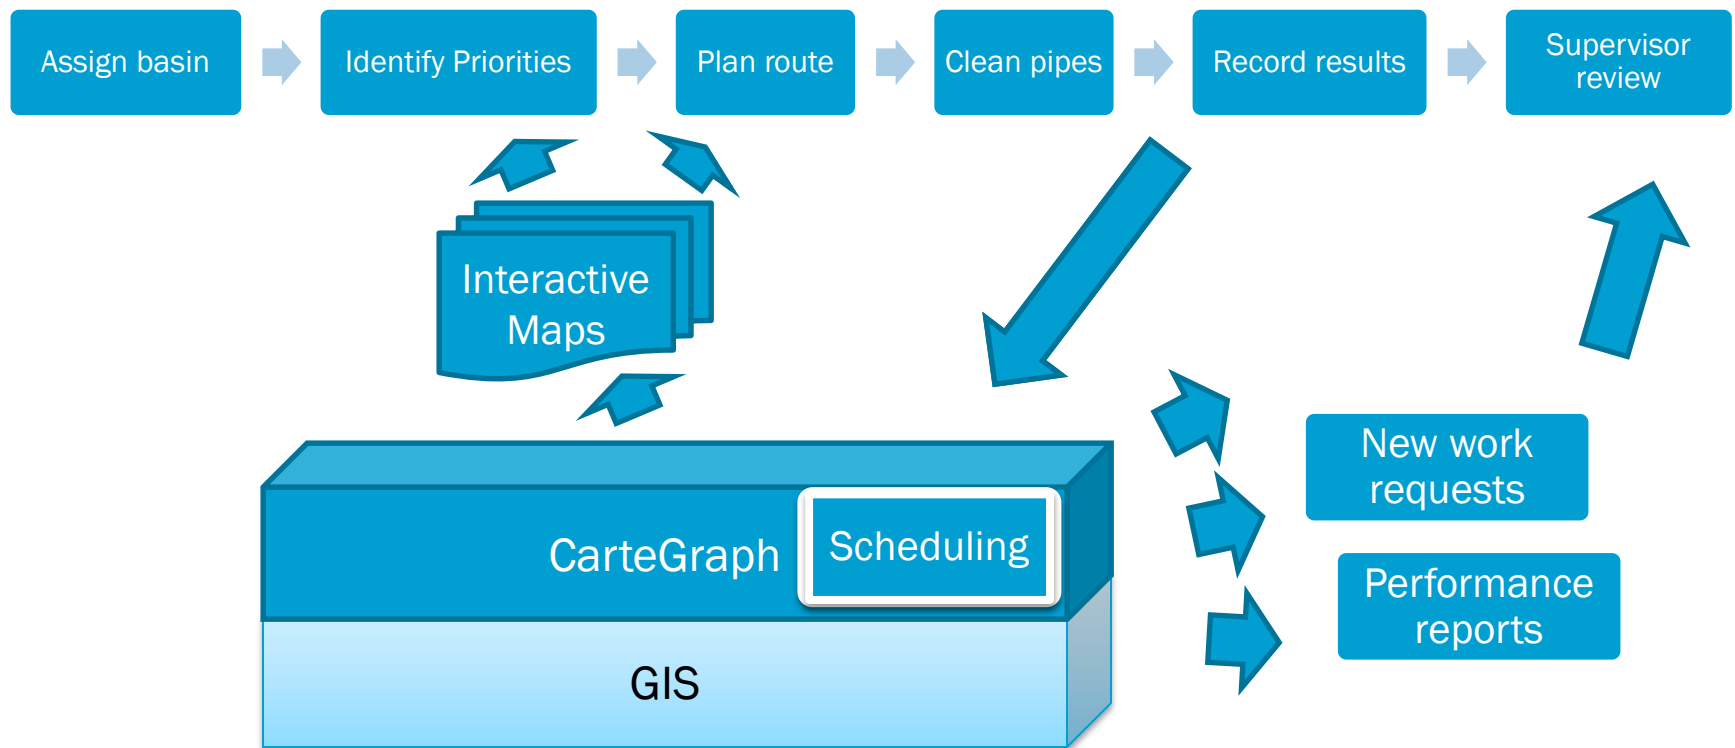 Assign basin
Identify Priorities
Plan route
Clean pipes
Record results
Supervisor
review
Interactive
Maps
New work
requests
CarteGraph
Scheduling
Performance
reports
GIS